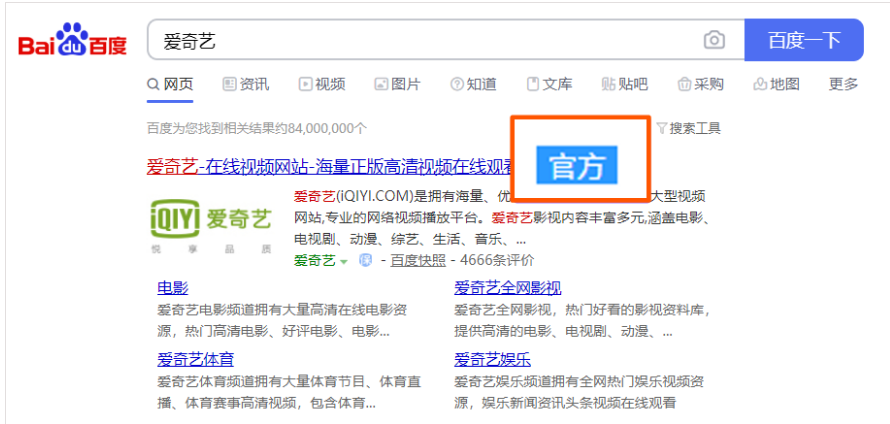 Bai du 百度
爱奇艺
百度一下
网页 资讯 视频 图片 知道 文库 贴吧 采购 地图 更多
百度为您找到相关结果约84,000,000个
搜索工具
爱奇艺-在线视频网站-海量正版高清视频在线观看
官方
iQIYI 爱奇艺
悦享品质
爱奇艺(iQIYI.COM)是拥有海量、优 大型视频
网站,专业的网络视频播放平台。爱奇艺影视内容丰富多元,涵盖电影、
电视剧、动漫、综艺、生活、音乐、...
爱奇艺 - 百度快照 - 4666条评价
电影
爱奇艺电影频道拥有大量高清在线电影资
源，热门高清电影、好评电影、电影...
爱奇艺全网影视
爱奇艺全网影视，热门好看的影视资料库，
提供高清的电影、电视剧、动漫、...
爱奇艺体育
爱奇艺体育频道拥有大量体育节目、体育直
播、体育赛事高清视频，包含体育...
爱奇艺娱乐
爱奇艺娱乐频道拥有全网热门娱乐视频资
源，娱乐新闻资讯头条视频在线观看